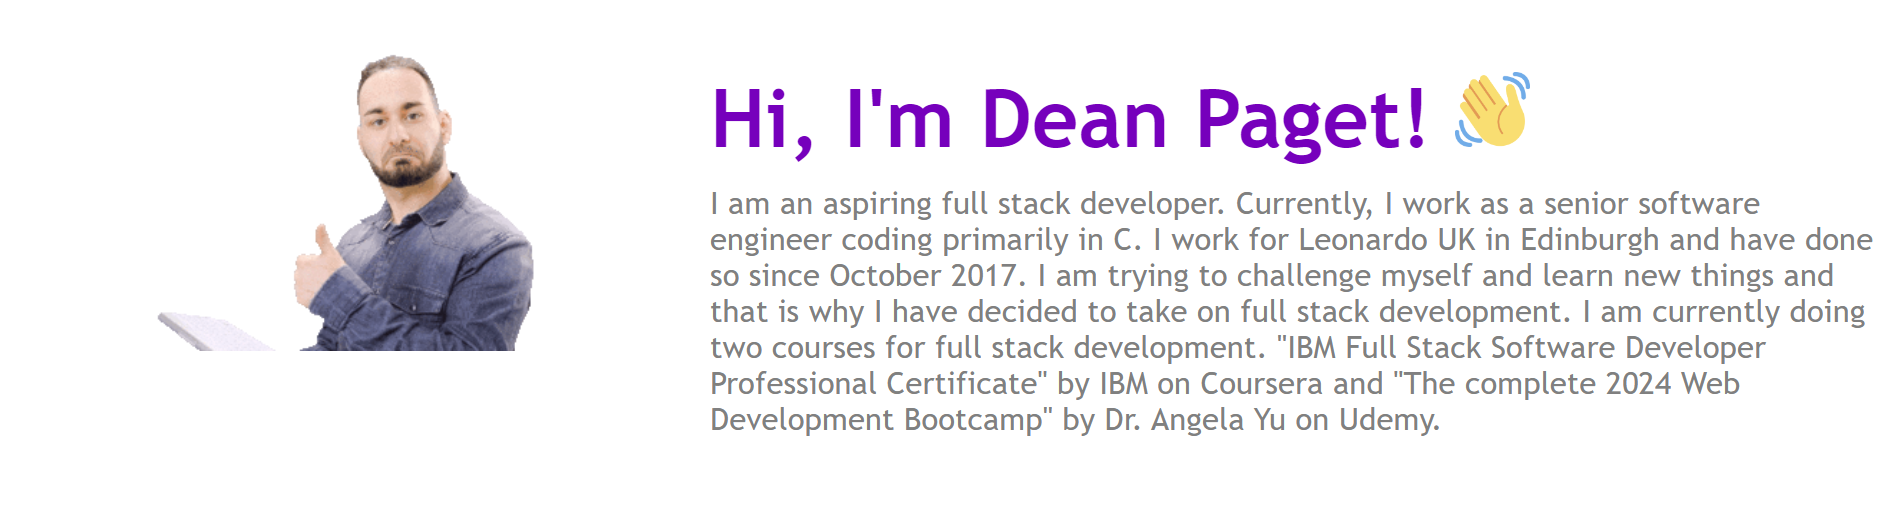 Hi, I'm Dean Paget! 👋
I am an aspiring full stack developer. Currently, I work as a senior software
engineer coding primarily in C. I work for Leonardo UK in Edinburgh and have done
so since October 2017. I am trying to challenge myself and learn new things and
that is why I have decided to take on full stack development. I am currently doing
two courses for full stack development. "IBM Full Stack Software Developer
Professional Certificate" by IBM on Coursera and "The complete 2024 Web
Development Bootcamp" by Dr. Angela Yu on Udemy.